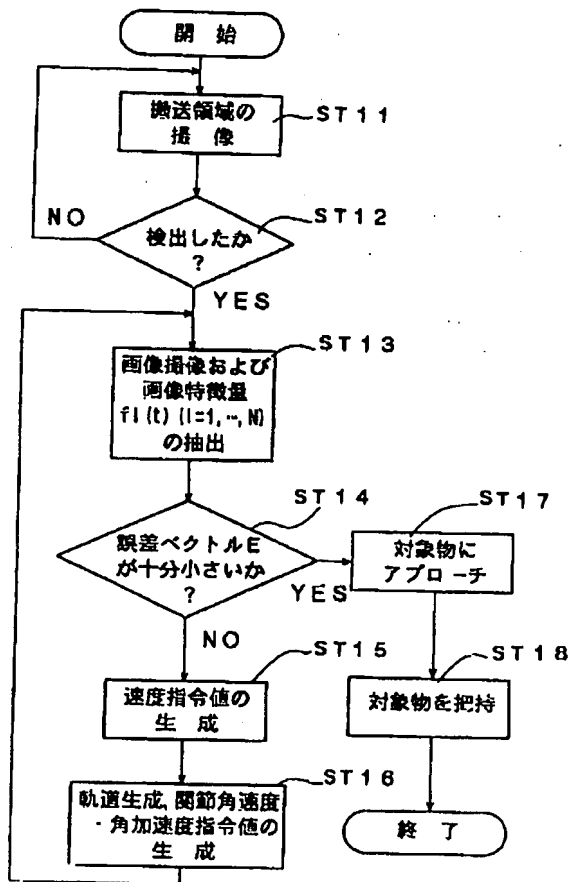 開 始
搬送領域の
撮 像
ST11
検出したか
?
ST12
NO
YES
画像撮像および
画像特徴量
fi(t) (i=1, …, N)
の抽出
ST13
誤差ベクトルE
が十分小さいか
?
ST14
YES
NO
対象物に
アプローチ
ST17
速度指令値の
生 成
ST15
対象物を把持
ST18
軌道生成、関節角速度
・角加速度指令値の
生 成
ST16
終 了